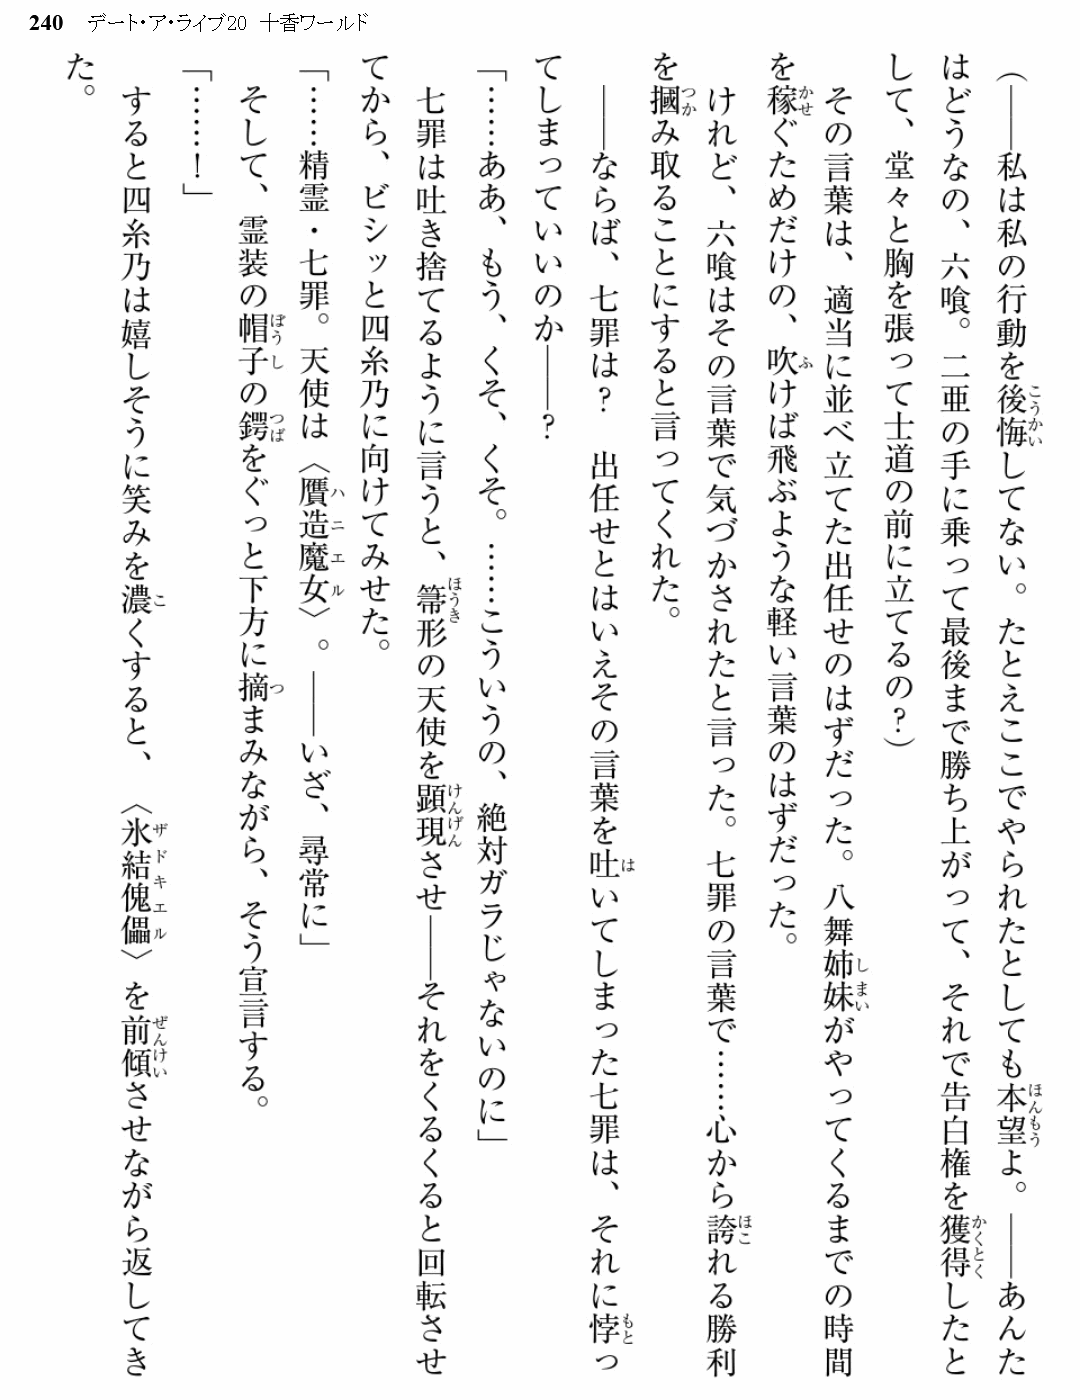 240 デート・ア・ライブ20 十香ワールド
(――私は私の行動を後悔してない。たとえここでやられたとしても本望よ。――あんた
はどうなの、六喰。二亜の手に乗って最後まで勝ち上がって、それで告白権を獲得したと
して、堂々と胸を張って士道の前に立てるの?)
その言葉は、適当に並べ立てた出任せのはずだった。八舞姉妹がやってくるまでの時間
を稼ぐためだけの、吹けば飛ぶような軽い言葉のはずだった。
けれど、六喰はその言葉で気づかされたと言った。七罪の言葉で……心から誇れる勝利
を摑み取ることにすると言ってくれた。
――ならば、七罪は? 出任せとはいえその言葉を吐いてしまった七罪は、それに悖っ
てしまっていいのか――?
「……ああ、もう、くそ、くそ。……こういうの、絶対ガラじゃないのに」
七罪は吐き捨てるように言うと、箒形の天使を顕現させ――それをくるくると回転させ
てから、ビシッと四糸乃に向けてみせた。
「……精霊・七罪。天使は〈贋造魔女〉。――いざ、尋常に」
そして、霊装の帽子の鍔をぐっと下方に摘まみながら、そう宣言する。
「……!」
すると四糸乃は嬉しそうに笑みを濃くすると、〈氷結傀儡〉を前傾させながら返してき
た。